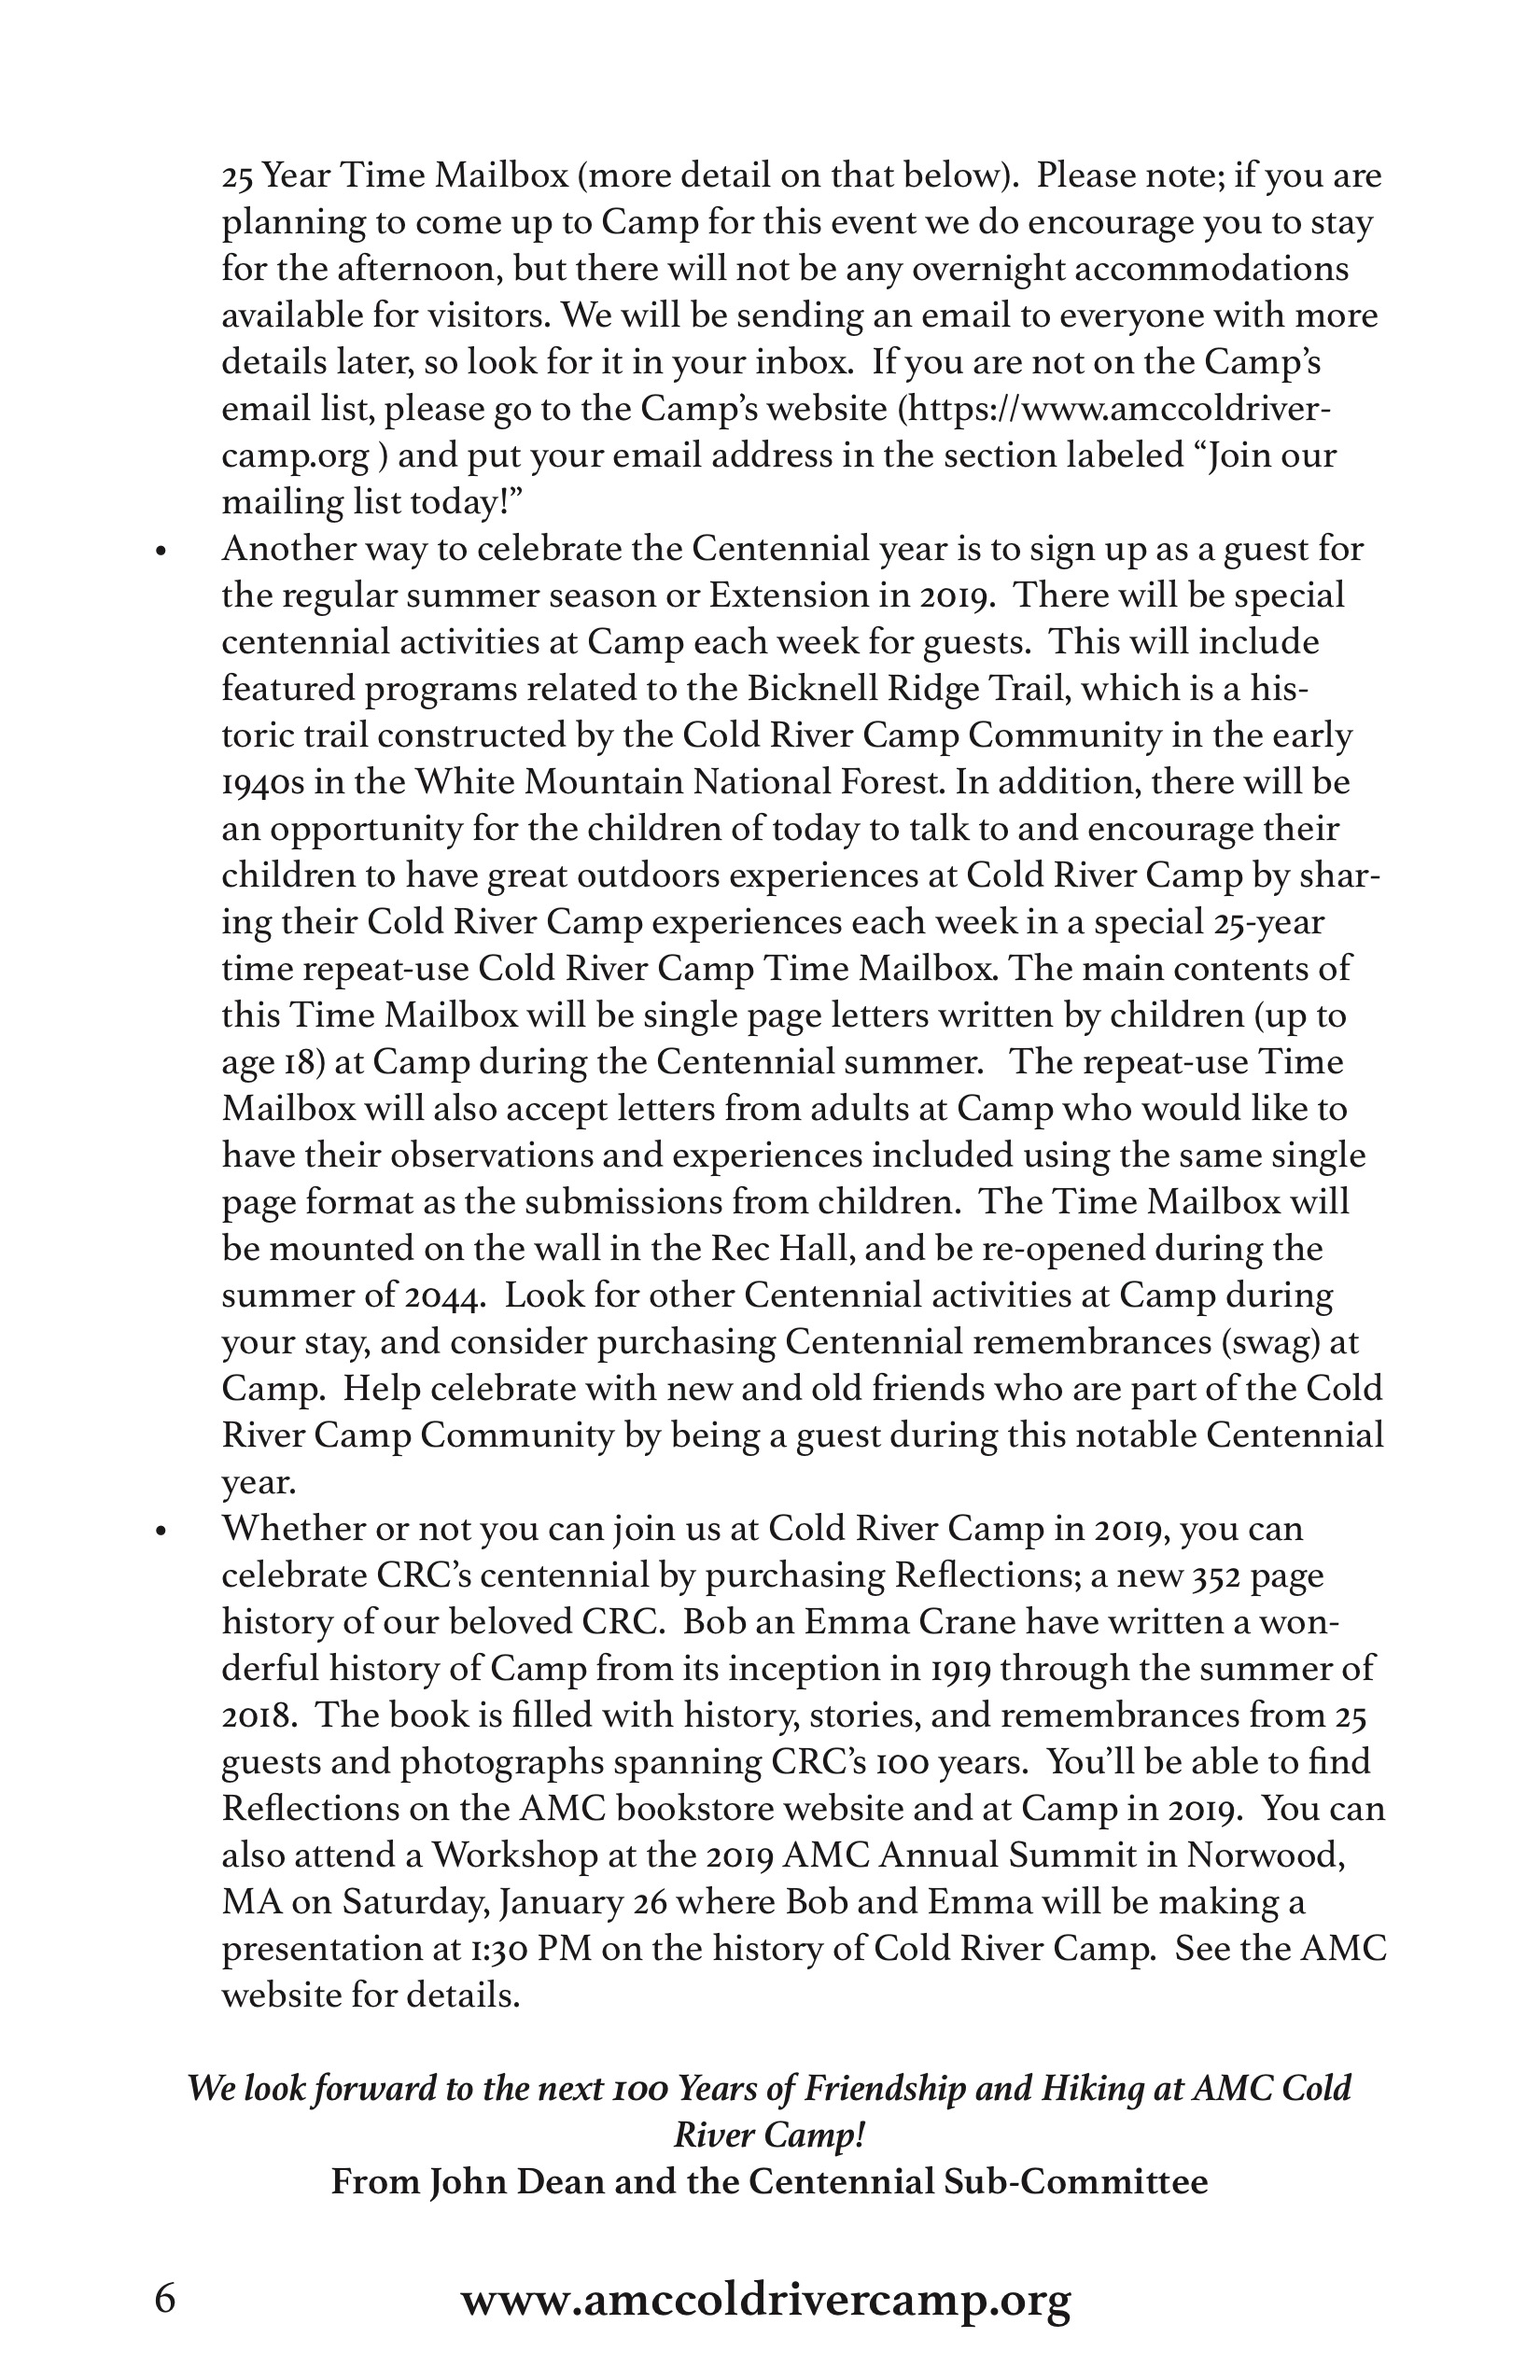 25 Year Time Mailbox (more detail on that below).  Please note; if you are
planning to come up to Camp for this event we do encourage you to stay
for the afternoon, but there will not be any overnight accommodations
available for visitors. We will be sending an email to everyone with more
details later, so look for it in your inbox.  If you are not on the Camp’s
email list, please go to the Camp’s website (https://www.amccoldriver-
camp.org ) and put your email address in the section labeled “Join our
mailing list today!”
• Another way to celebrate the Centennial year is to sign up as a guest for
the regular summer season or Extension in 2019.  There will be special
centennial activities at Camp each week for guests.  This will include
featured programs related to the Bicknell Ridge Trail, which is a his-
toric trail constructed by the Cold River Camp Community in the early
1940s in the White Mountain National Forest. In addition, there will be
an opportunity for the children of today to talk to and encourage their
children to have great outdoors experiences at Cold River Camp by shar-
ing their Cold River Camp experiences each week in a special 25-year
time repeat-use Cold River Camp Time Mailbox. The main contents of
this Time Mailbox will be single page letters written by children (up to
age 18) at Camp during the Centennial summer.   The repeat-use Time
Mailbox will also accept letters from adults at Camp who would like to
have their observations and experiences included using the same single
page format as the submissions from children.  The Time Mailbox will
be mounted on the wall in the Rec Hall, and be re-opened during the
summer of 2044.  Look for other Centennial activities at Camp during
your stay, and consider purchasing Centennial remembrances (swag) at
Camp.  Help celebrate with new and old friends who are part of the Cold
River Camp Community by being a guest during this notable Centennial
year.
• Whether or not you can join us at Cold River Camp in 2019, you can
celebrate CRC’s centennial by purchasing Reflections; a new 352 page
history of our beloved CRC.  Bob an Emma Crane have written a won-
derful history of Camp from its inception in 1919 through the summer of
2018.  The book is filled with history, stories, and remembrances from 25
guests and photographs spanning CRC’s 100 years.  You’ll be able to find
Reflections on the AMC bookstore website and at Camp in 2019.  You can
also attend a Workshop at the 2019 AMC Annual Summit in Norwood,
MA on Saturday, January 26 where Bob and Emma will be making a
presentation at 1:30 PM on the history of Cold River Camp.  See the AMC
website for details.
We look forward to the next 100 Years of Friendship and Hiking at AMC Cold
River Camp!
From John Dean and the Centennial Sub-Committee
6 www.amccoldrivercamp.org